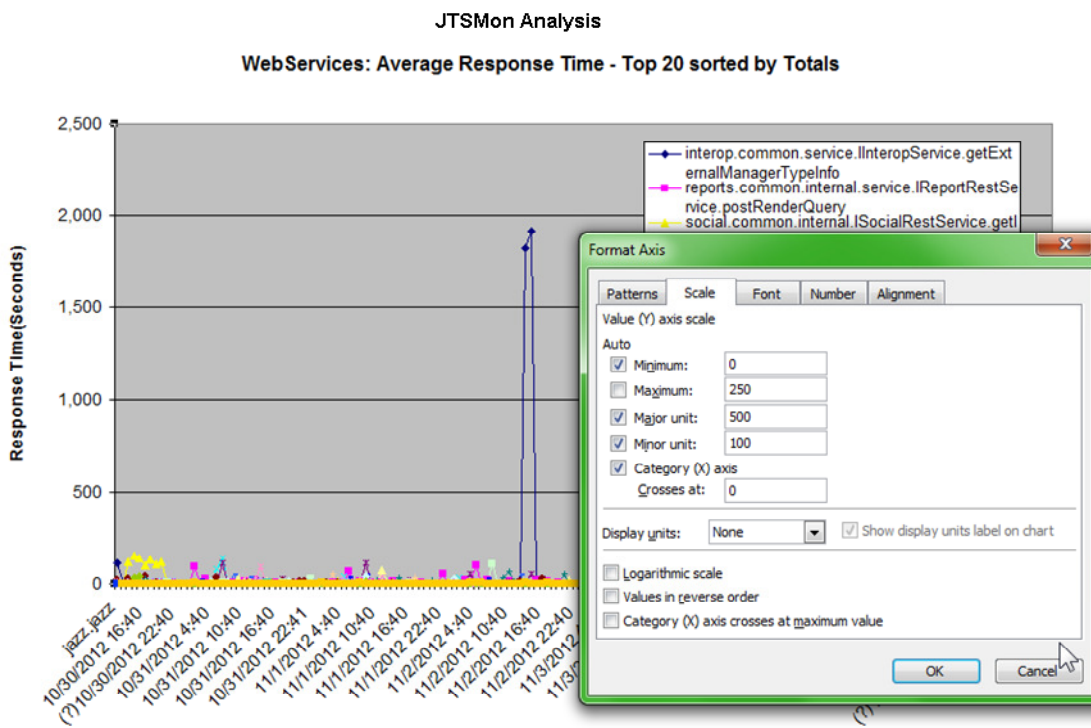 JTSMon Analysis
WebServices: Average Response Time - Top 20 sorted by Totals
Response TIme(Seconds)
2,500
2,000
1,500
1,000
500
0
interop.common.service.IInteropService.getExt
ernalManagerTypeInfo
reports.common.internal.service.IReportRestSe
rvice.postRenderQuery
social.common.internal.ISocialRestService.getI
jazz.jazz
10/30/2012 16:40
(?)10/30/2012 22:40
10/31/2012 4:40
10/31/2012 10:40
10/31/2012 16:40
10/31/2012 22:41
11/1/2012 4:40
11/1/2012 10:40
11/1/2012 16:40
11/1/2012 22:40
11/2/2012 4:40
11/2/2012 10:40
11/2/2012 16:40
11/2/2012 22:40
11/3/2012
Format Axis
X
Patterns
Scale
Font
Number
Alignment
Value (Y) axis scale
Auto
Minimum: 0
Maximum: 250
Major unit: 500
Minor unit: 100
Category (X) axis
Crosses at: 0
Display units: None
Show display units label on chart
Logarithmic scale
Values in reverse order
Category (X) axis crosses at maximum value
OK
Cancel